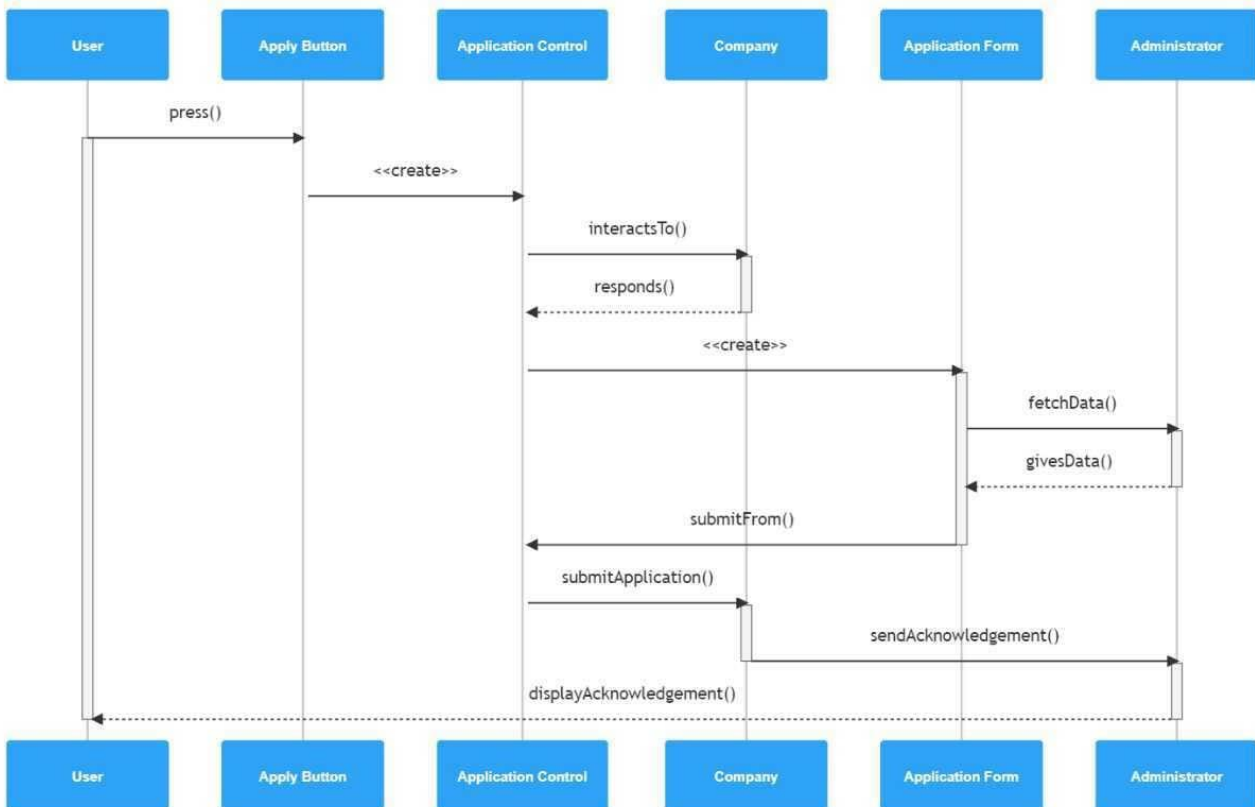 User Apply Button Application Control Company Application Form Administrator
press()
<<create>>
interactsTo()
responds()
<<create>>
fetchData()
givesData()
submitFrom()
submitApplication()
sendAcknowledgement()
displayAcknowledgement()
User Apply Button Application Control Company Application Form Administrator